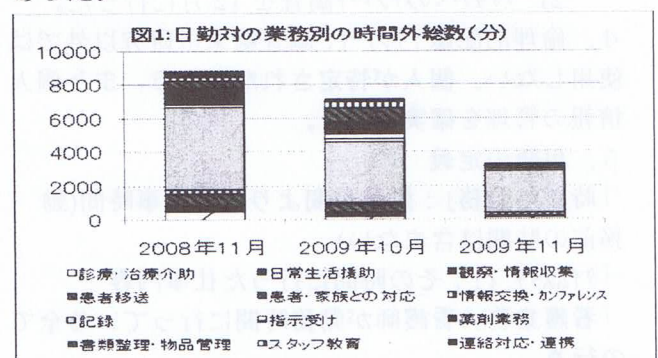 図1:日勤対の業務別の時間外総数(分)
10000
8000
6000
4000
2000
0
2008年11月 2009年10月 2009年11月
診療・治療介助 日常生活援助 観察・情報収集
患者移送 患者・家族との対応 情報交換・カンファレンス
記録 指示受け 薬剤業務
書類整理・物品管理 スタッフ教育 連絡対応・連携